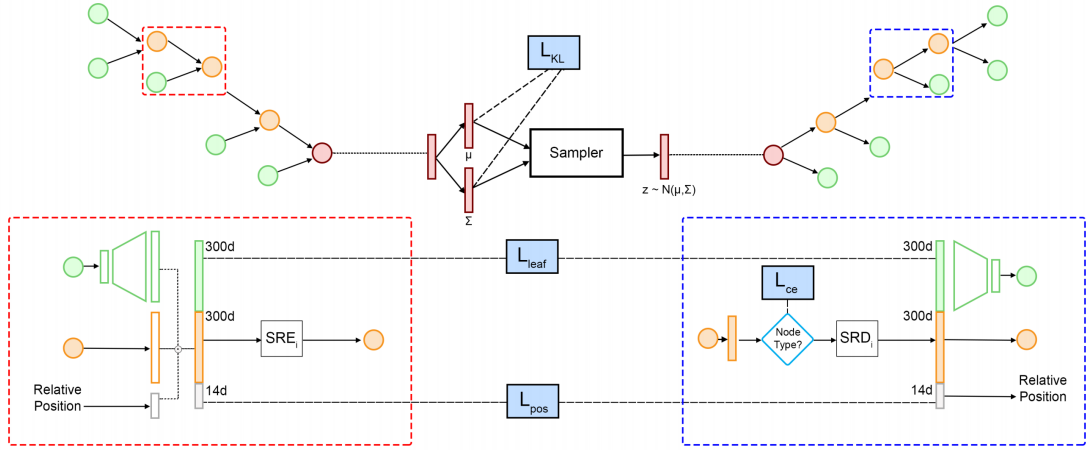 L_KL
μ
Sampler
Σ
z ~ N(μ,Σ)
300d
L_leaf
300d
L_ce
300d
SRE_i
300d
Node
Type?
SRD_i
Relative
Position
14d
L_pos
14d
Relative
Position